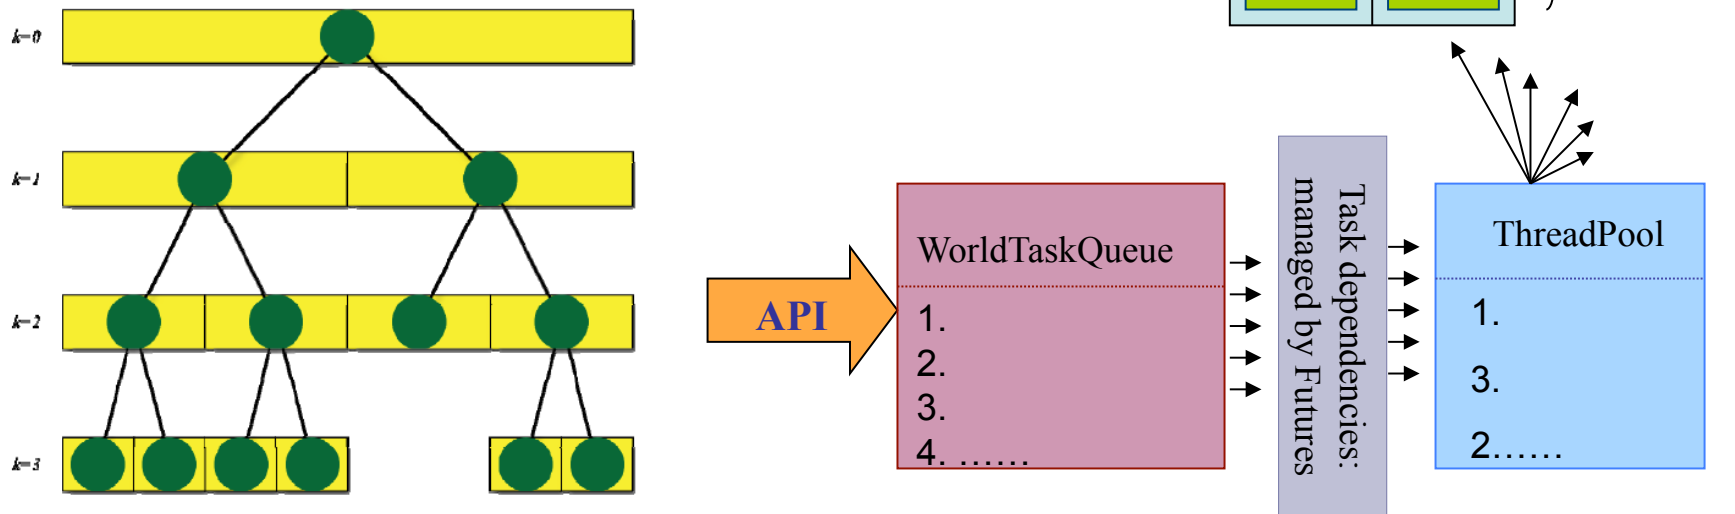 k=0
k=1
k=2
k=3
API
WorldTaskQueue
1.
2.
3.
4. ......
Task dependencies:
managed by Futures
ThreadPool
1.
3.
2......